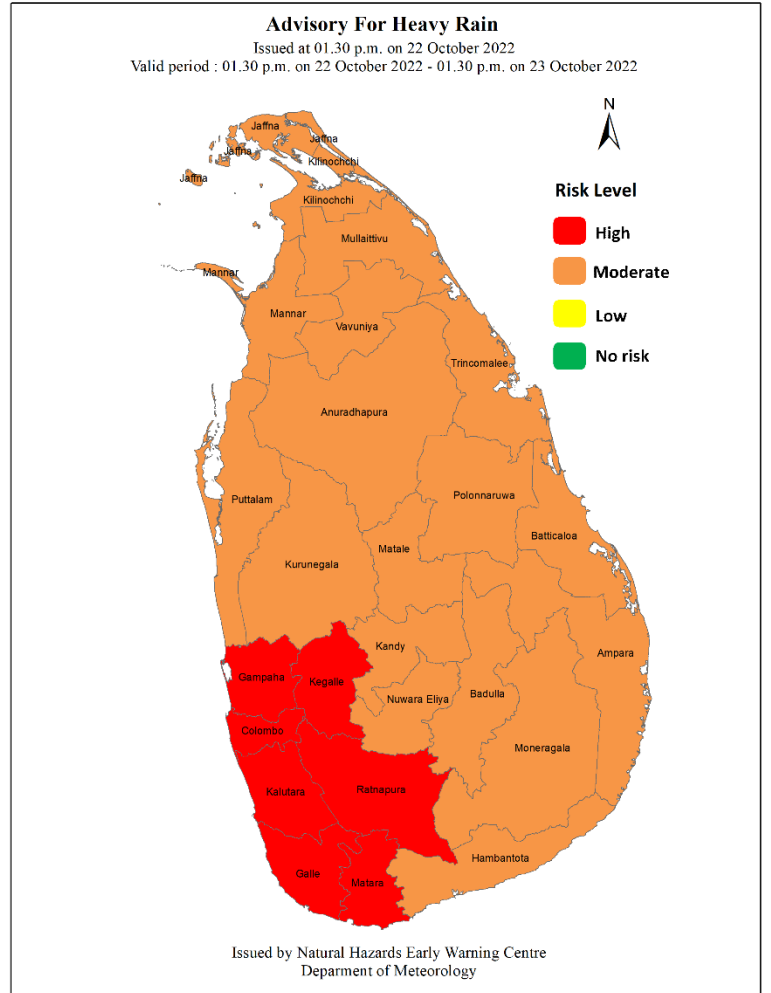 Advisory For Heavy Rain
Issued at 01.30 p.m. on 22 October 2022
Valid period : 01.30 p.m. on 22 October 2022 - 01.30 p.m. on 23 October 2022
N
Jaffna
Jaffna
Jaffna
Kilinochchi
Jaffna
Kilinochchi
Mullaittivu
Mannar
Mannar
Vavuniya
Trincomalee
Anuradhapura
Puttalam
Polonnaruwa
Batticaloa
Matale
Kurunegala
Kandy
Ampara
Gampaha
Kegalle
Nuwara Eliya
Badulla
Colombo
Moneragala
Kalutara
Ratnapura
Hambantota
Galle
Matara
Risk Level
High
Moderate
Low
No risk
Issued by Natural Hazards Early Warning Centre
Deparment of Meteorology